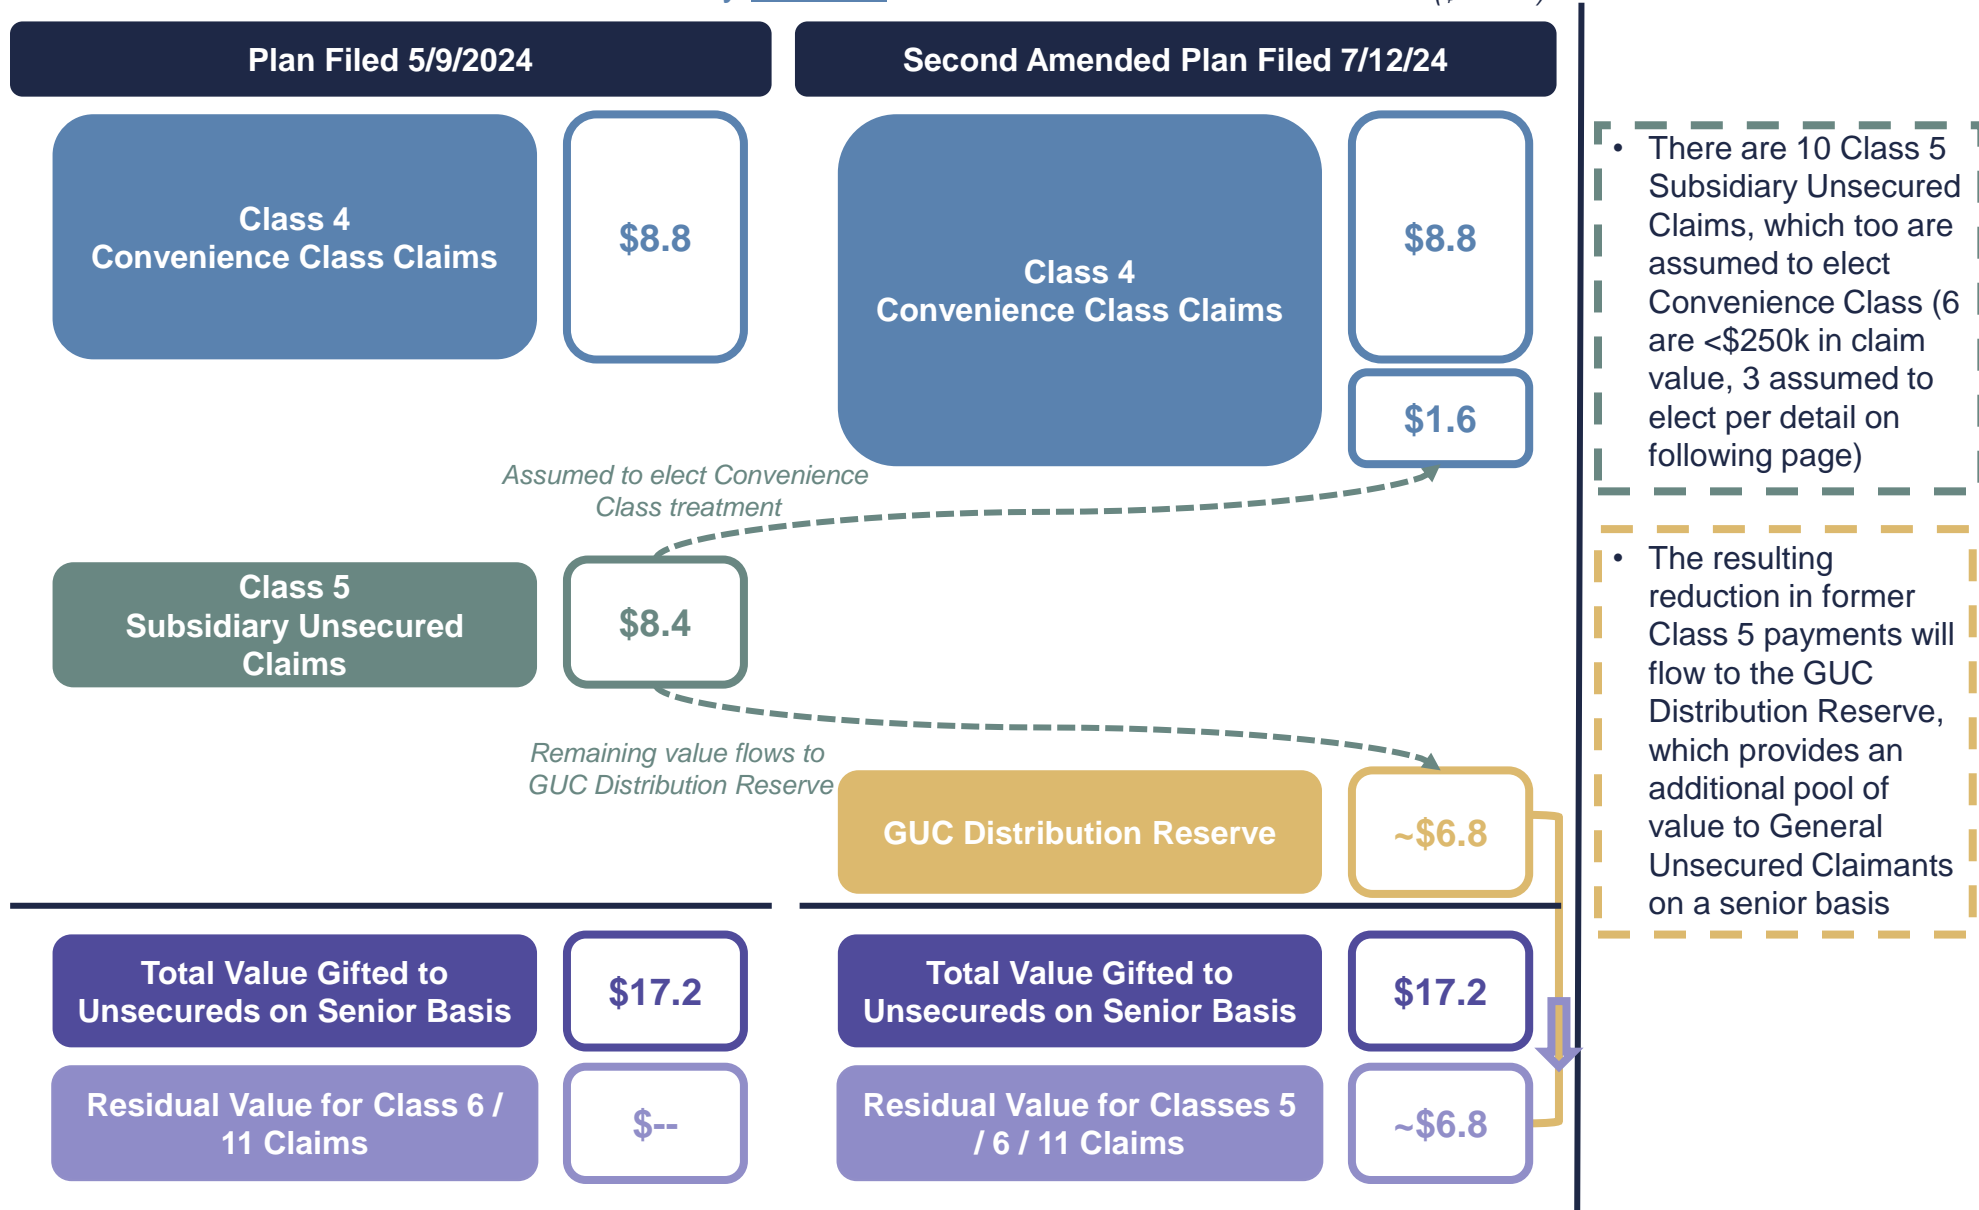 Plan Filed 5/9/2024
Second Amended Plan Filed 7/12/24
Class 4
Convenience Class Claims
$8.8
Class 4
Convenience Class Claims
$8.8
$1.6
Assumed to elect Convenience
Class treatment
Class 5
Subsidiary Unsecured
Claims
$8.4
Remaining value flows to
GUC Distribution Reserve
GUC Distribution Reserve
~$6.8
Total Value Gifted to
Unsecureds on Senior Basis
$17.2
Total Value Gifted to
Unsecureds on Senior Basis
$17.2
Residual Value for Class 6 /
11 Claims
$--
Residual Value for Classes 5
/ 6 / 11 Claims
~$6.8
• There are 10 Class 5
Subsidiary Unsecured
Claims, which too are
assumed to elect
Convenience Class (6
are <$250k in claim
value, 3 assumed to
elect per detail on
following page)
• The resulting
reduction in former
Class 5 payments will
flow to the GUC
Distribution Reserve,
which provides an
additional pool of
value to General
Unsecured Claimants
on a senior basis